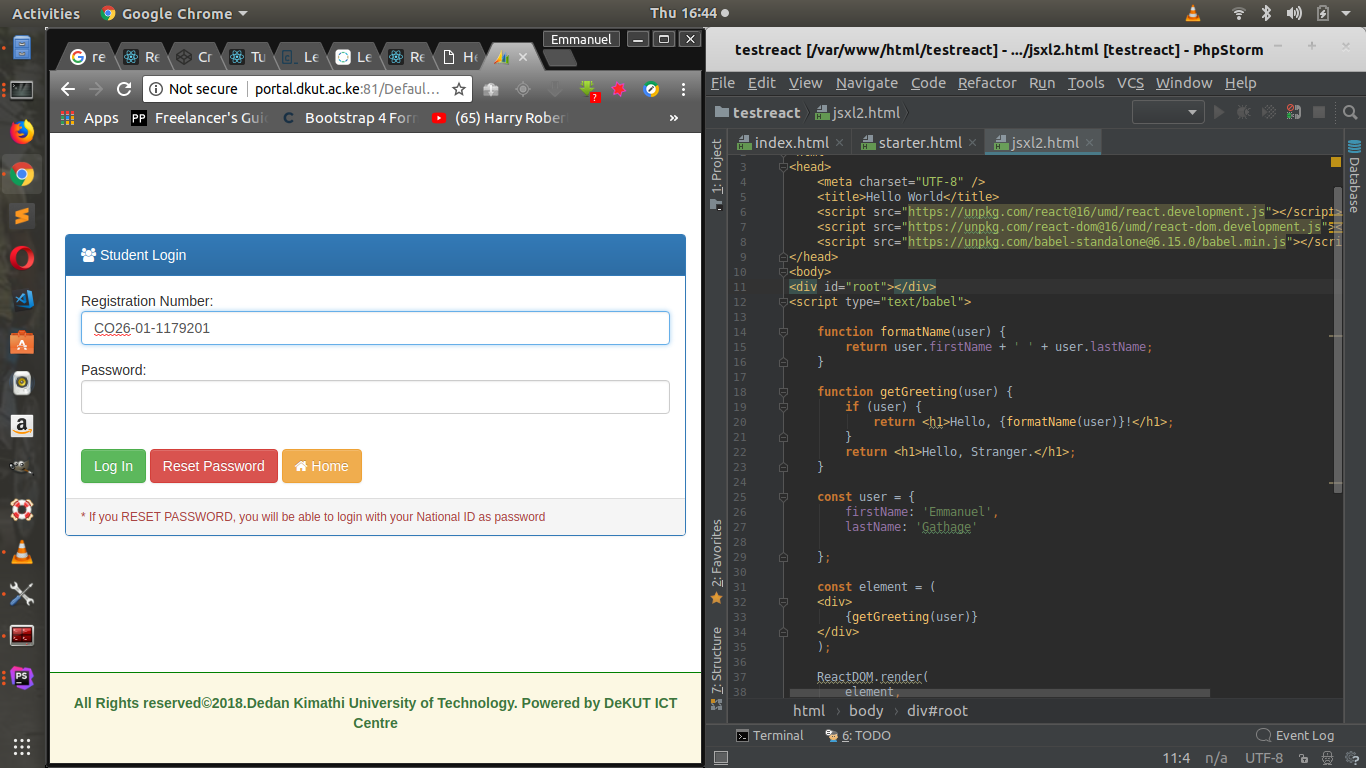 Activities
Google Chrome
Thu 16:44
Emmanuel
re
Re
Cr
Tu
Le
Le
Re
He
Not secure
portal.dkut.ac.ke:81/Defaul…
Apps
Freelancer's Gui
Bootstrap 4 For
(65) Harry Rober
»
Student Login
Registration Number:
CO26-01-1179201
Password:
Log In
Reset Password
Home
* If you RESET PASSWORD, you will be able to login with your National ID as password
All Rights reserved©2018.Dedan Kimathi University of Technology. Powered by DeKUT ICT
Centre
testreact [/var/www/html/testreact] - .../jsxl2.html [testreact] - PhpStorm
File Edit View Navigate Code Refactor Run Tools VCS Window Help
testreact jsxl2.html
index.html starter.html jsxl2.html
1: Project
2: Favorites
7: Structure
Database
3 <head>
4 <meta charset="UTF-8" />
5 <title>Hello World</title>
6 <script src="https://unpkg.com/react@16/umd/react.development.js"></script>
7 <script src="https://unpkg.com/react-dom@16/umd/react-dom.development.js">
8 <script src="https://unpkg.com/babel-standalone@6.15.0/babel.min.js"></scri
9 </head>
10 <body>
11 <div id="root"></div>
12 <script type="text/babel">
13
14 function formatName(user) {
15 return user.firstName + ' ' + user.lastName;
16 }
17
18 function getGreeting(user) {
19 if (user) {
20 return <h1>Hello, {formatName(user)}!</h1>;
21 }
22 return <h1>Hello, Stranger.</h1>;
23 }
24
25 const user = {
26 firstName: 'Emmanuel',
27 lastName: 'Gathage'
28
29 };
30
31 const element = (
32 <div>
33 {getGreeting(user)}
34 </div>
35 );
36
37 ReactDOM.render(
38 element,
html › body › div#root
Terminal
6: TODO
Event Log
11:4 n/a UTF-8